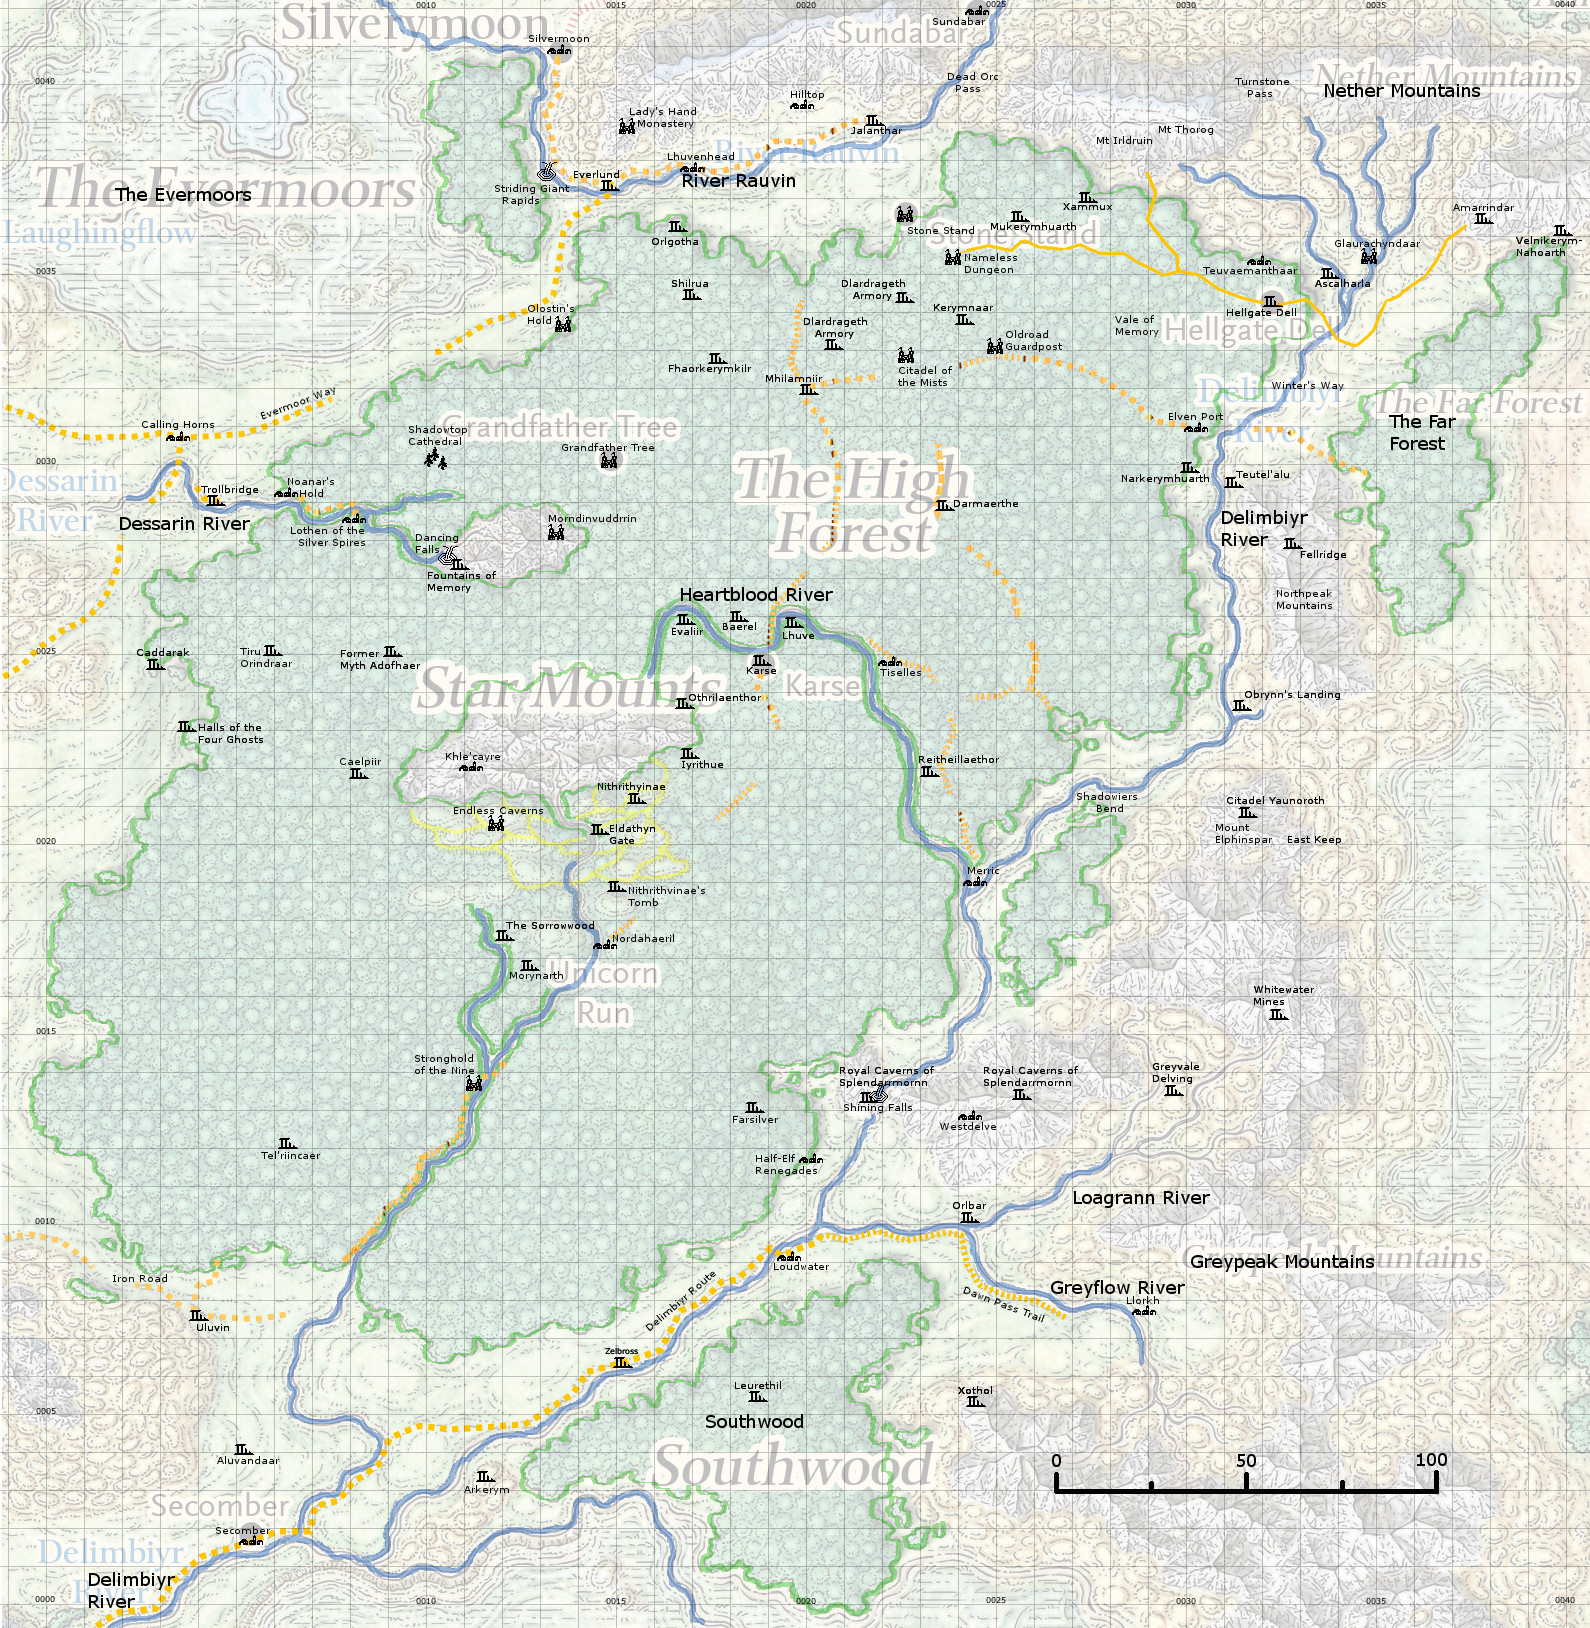 0010
0015
0020
0025
0030
0035
0040
Silverymoon
Silvermoon
Sundabar
Sundabar
Dead Orc
Pass
Turnstone
Pass
Nether Mountains
Nether Mountains
0040
Hilltop
Lady's Hand
Monastery
Jalanthar
Mt Thorog
Mt Irldruin
River Rauvin
Lhuvenhead
River Rauvin
Everlund
Striding Giant
Rapids
The Evermoors
The Evermoors
Laughingflow
Xammux
Amarrindar
Mukerymhuarth
Stone Stand
Stone Stand
Orlgotha
Glaurachyndaar
Velnikerym-
Nahoarth
Nameless
Dungeon
Teuvaemanthaar
0035
Ascalharla
Shilrua
Dlardrageth
Armory
Kerymnaar
Hellgate Dell
Hellgate Del
Olostin's
Hold
Dlardrageth
Armory
Vale of
Memory
Oldroad
Guardpost
Fhaorkerymkilr
Mhilamniir
Citadel of
the Mists
Winter's Way
Delimbiyr
River
The Far Forest
The Far
Forest
Evermoor Way
Calling Horns
Elven Port
Shadowtop
Cathedral
Grandfather Tree
Grandfather Tree
0030
Dessarin
River
Trollbridge
Noanar's
Hold
The High
Forest
Narkerymhuarth
Teutel'alu
Darmaerthe
Dessarin River
Lothen of the
Silver Spires
Morndinvuddrrin
Delimbiyr
River
Dancing
Falls
Fellridge
Fountains of
Memory
Heartblood River
Northpeak
Mountains
Evaliir
Baerel
Lhuve
0025
Caddarak
Tiru
Orindraar
Former
Myth Adofhaer
Karse
Karse
Tiselles
Star Mounts
Othrilaenthor
Obrynn's Landing
Halls of the
Four Ghosts
Caelpiir
Khle'cayre
Iyrithue
Reitheillaethor
Nithrithyinae
Shadowiers
Bend
Citadel Yaunoroth
Endless Caverns
Eldathyn
Gate
Mount
Elphinspar
East Keep
0020
Merric
Nithrithvinae's
Tomb
The Sorrowwood
Nordahaeril
Morynarth
Unicorn
Run
Whitewater
Mines
0015
Stronghold
of the Nine
Royal Caverns of
Splendarrmornn
Shining Falls
Royal Caverns of
Splendarrmornn
Greyvale
Delving
Farsilver
Westdelve
Tel'riincaer
Half-Elf
Renegades
Loagrann River
Orlbar
0010
Greypeak Mountains
Greypeak Mountains
Loudwater
Iron Road
Greyflow River
Llorkh
Dawn Pass Trail
Delimbiyr Route
Uluvin
Zelbross
Leurethil
Xothol
0005
Southwood
Southwood
0
50
100
Aluvandaar
Arkerym
Secomber
Secomber
Delimbiyr
River
Delimbiyr
River
0000
0010
0015
0020
0025
0030
0035
0040